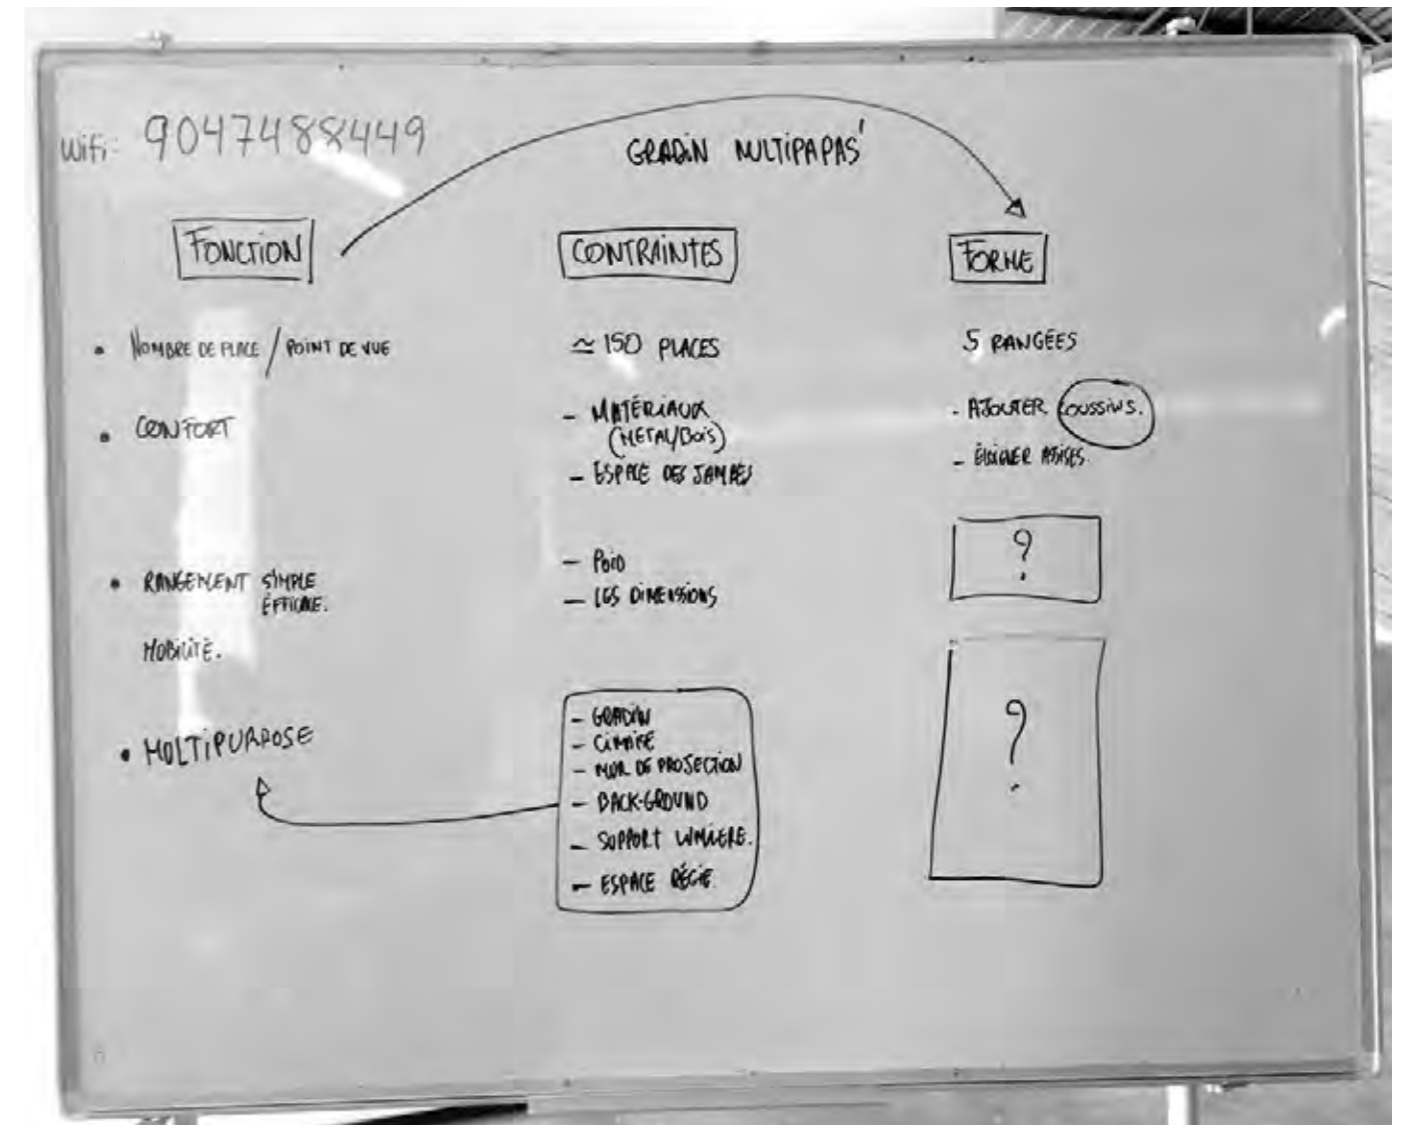 Wifi: 9047488449
GRADIN MULTIPAPAS'
FONCTION
CONTRAINTES
FORME
• NOMBRE DE PLACE / POINT DE VUE
≃ 150 PLACES
5 RANGÉES
• CONFORT
- MATÉRIAUX
(METAL/BOIS)
- ESPACE DES JAMBES
- AJOUTER COUSSINS.
- ÉLOIGNER ASSISES.
• RANGEMENT SIMPLE
EFFICACE.
MOBILITÉ.
- POID
- LES DIMENSIONS
?
• MULTIPURPOSE
- GRADIN
- CIMAISE
- MUR DE PROJECTION
- BACK-GROUND
- SUPPORT LUMIERE.
- ESPACE RÉGIE.
?